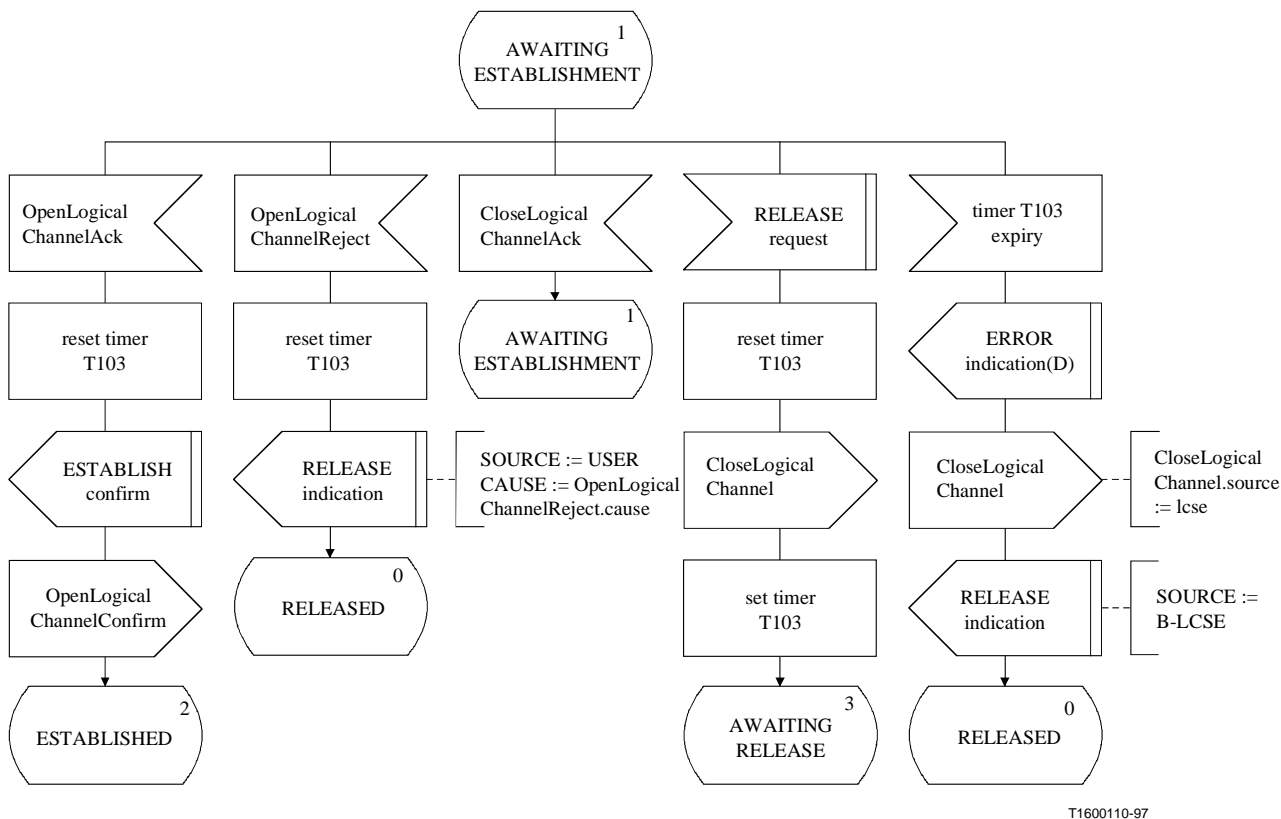 1
AWAITING
ESTABLISHMENT
OpenLogical
ChannelAck
OpenLogical
ChannelReject
CloseLogical
ChannelAck
RELEASE
request
timer T103
expiry
reset timer
T103
reset timer
T103
1
AWAITING
ESTABLISHMENT
reset timer
T103
ERROR
indication(D)
ESTABLISH
confirm
RELEASE
indication
SOURCE := USER
CAUSE := OpenLogical
ChannelReject.cause
CloseLogical
Channel
CloseLogical
Channel
CloseLogical
Channel.source
:= lcse
OpenLogical
ChannelConfirm
0
RELEASED
set timer
T103
RELEASE
indication
SOURCE :=
B-LCSE
2
ESTABLISHED
3
AWAITING
RELEASE
0
RELEASED
T1600110-97